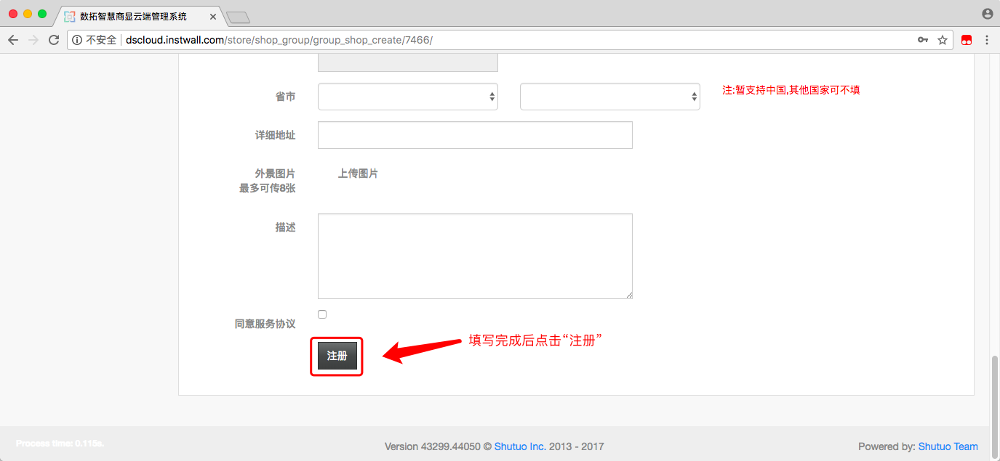 数拓智慧商显云端管理系统
不安全
dscloud.instwall.com/store/shop_group/group_shop_create/7466/
省市
注:暂支持中国,其他国家可不填
详细地址
外景图片
上传图片
最多可传8张
描述
同意服务协议
填写完成后点击“注册”
注册
Process time: 0.115s.
Version 43299.44050 © Shutuo Inc. 2013 - 2017
Powered by: Shutuo Team